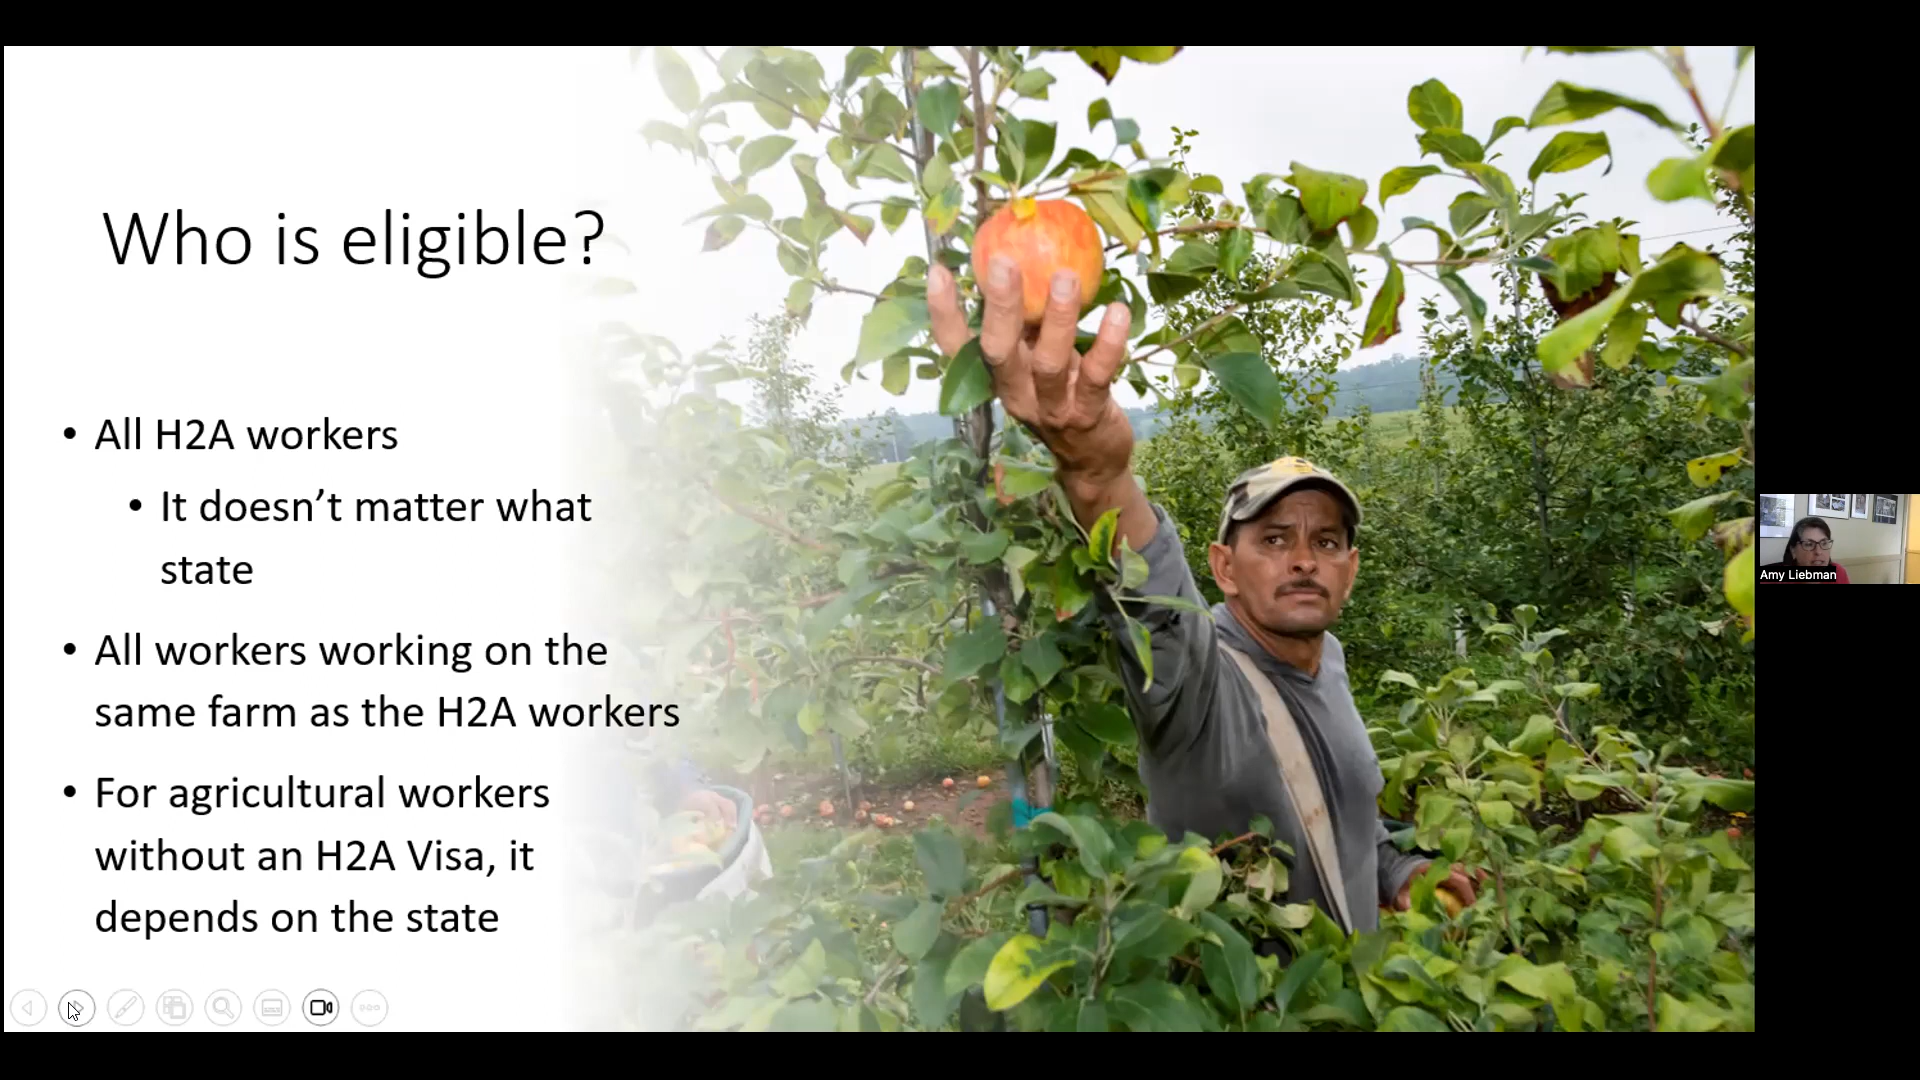 Who is eligible?
• All H2A workers
• It doesn’t matter what
state
• All workers working on the
same farm as the H2A workers
• For agricultural workers
without an H2A Visa, it
depends on the state
Amy Liebman